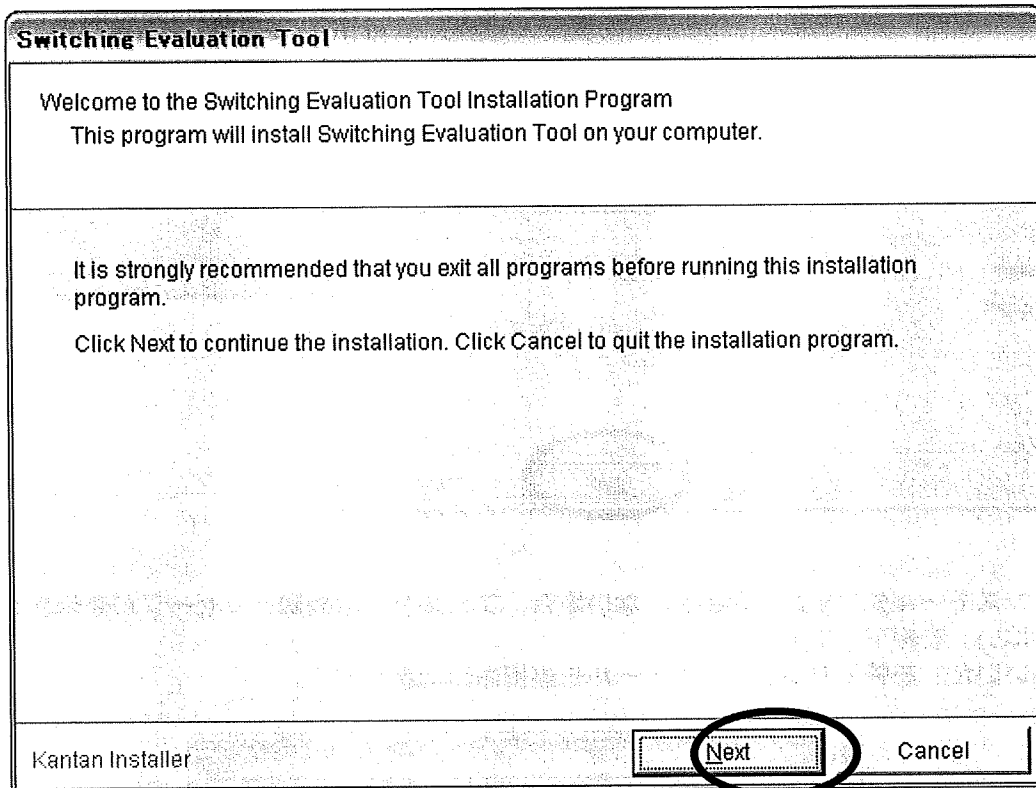 Switching Evaluation Tool
Welcome to the Switching Evaluation Tool Installation Program
This program will install Switching Evaluation Tool on your computer.
It is strongly recommended that you exit all programs before running this installation
program.
Click Next to continue the installation. Click Cancel to quit the installation program.
Kantan Installer
Next
Cancel